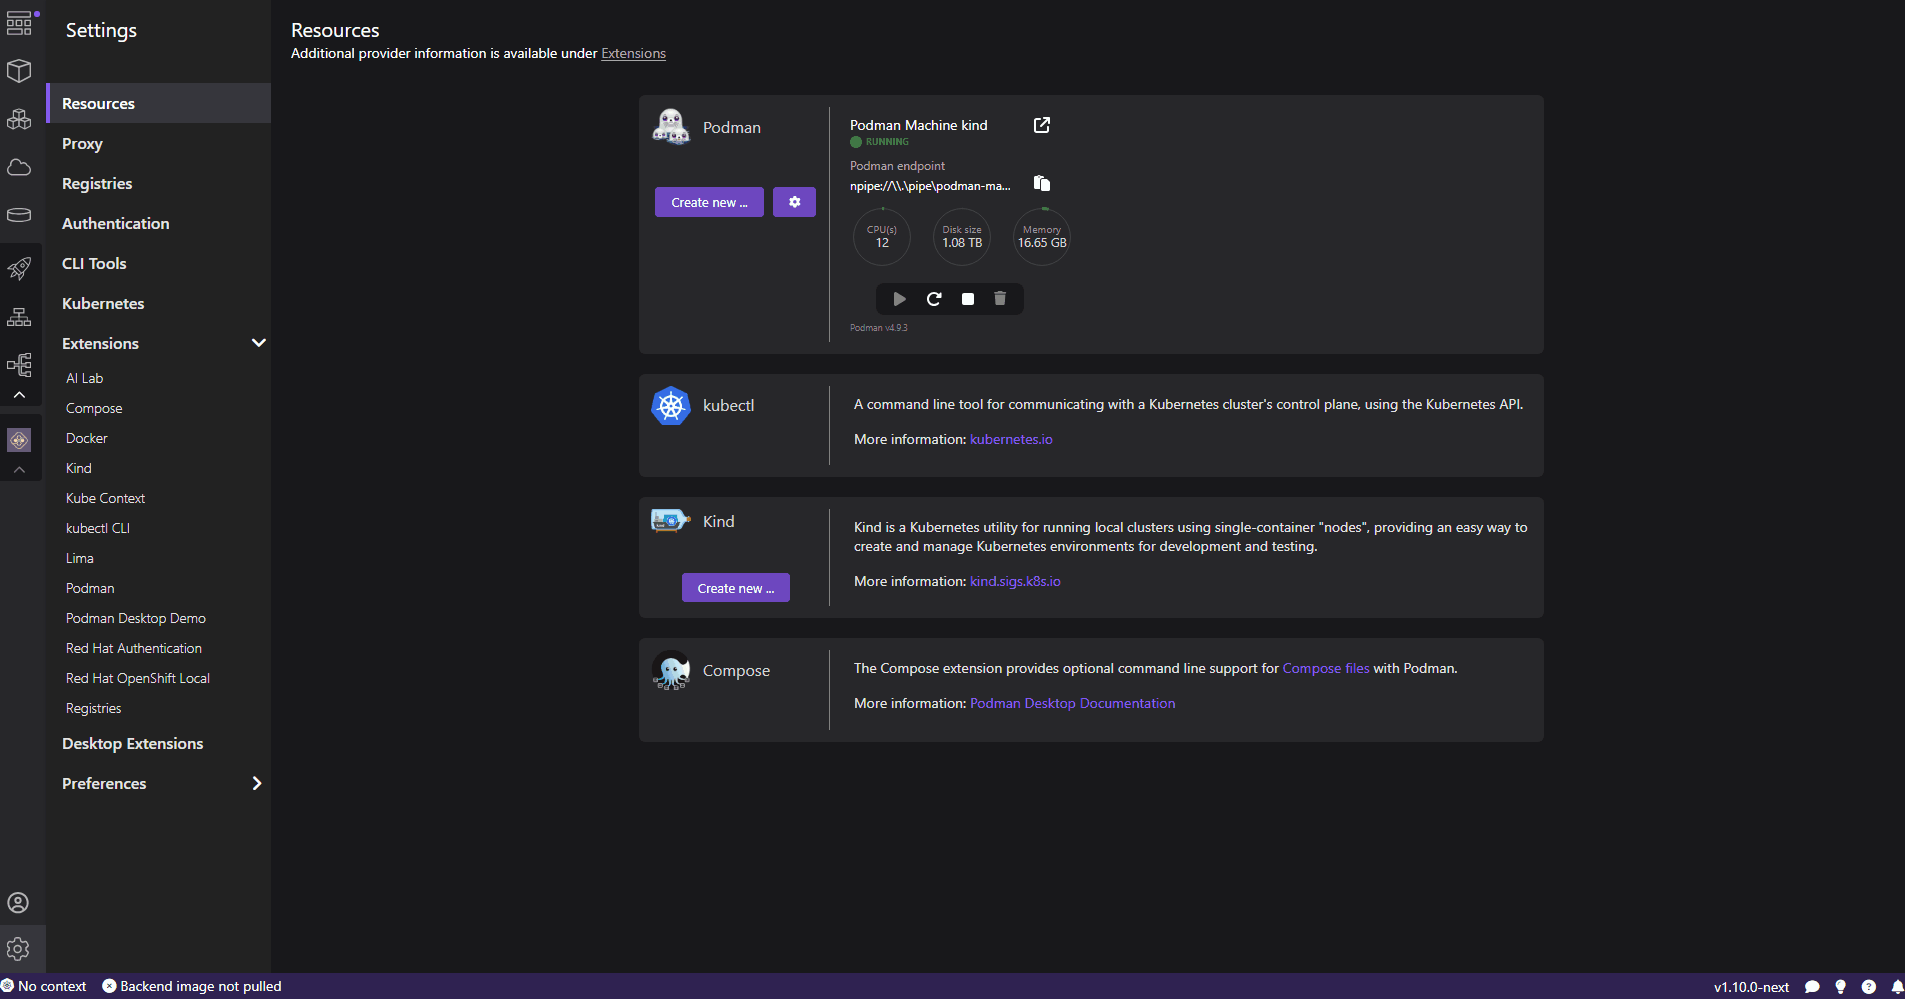 Settings
Resources
Proxy
Registries
Authentication
CLI Tools
Kubernetes
Extensions
AI Lab
Compose
Docker
Kind
Kube Context
kubectl CLI
Lima
Podman
Podman Desktop Demo
Red Hat Authentication
Red Hat OpenShift Local
Registries
Desktop Extensions
Preferences
Resources
Additional provider information is available under Extensions
Podman
Create new ...
Podman Machine kind
RUNNING
Podman endpoint
npipe://\\.\pipe\podman-ma...
CPU(s)
12
Disk size
1.08 TB
Memory
16.65 GB
Podman v4.9.3
kubectl
A command line tool for communicating with a Kubernetes cluster's control plane, using the Kubernetes API.
More information: kubernetes.io
Kind
Create new ...
Kind is a Kubernetes utility for running local clusters using single-container "nodes", providing an easy way to
create and manage Kubernetes environments for development and testing.
More information: kind.sigs.k8s.io
Compose
The Compose extension provides optional command line support for Compose files with Podman.
More information: Podman Desktop Documentation
No context
Backend image not pulled
v1.10.0-next